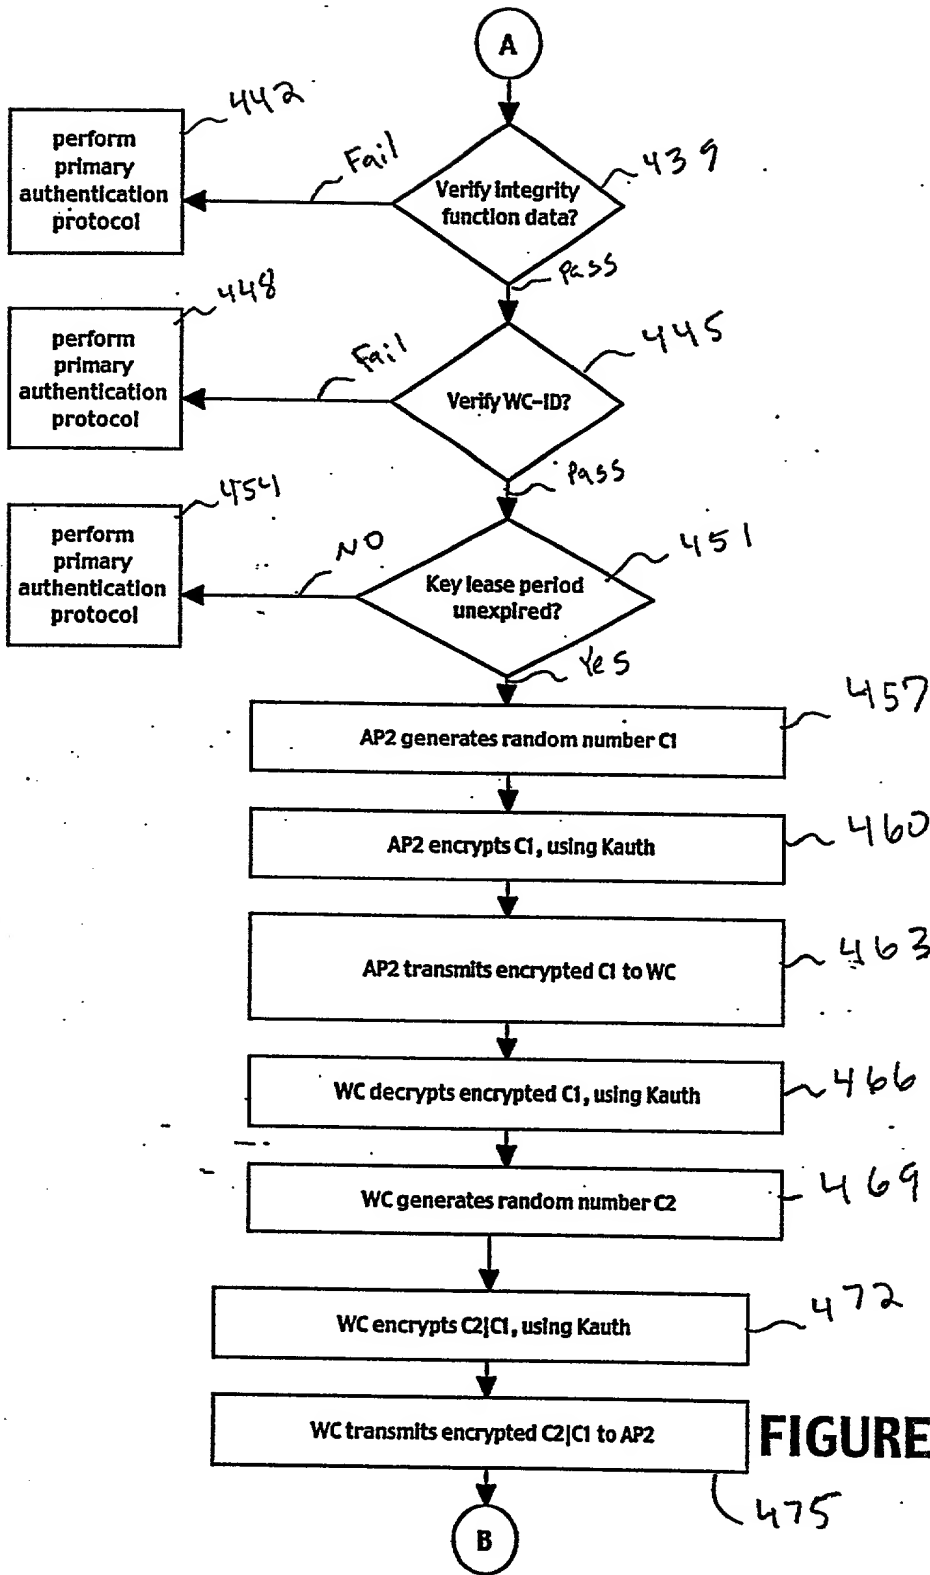 A
442
perform
primary
authentication
protocol
Fail
439
Verify integrity
function data?
Pass
448
perform
primary
authentication
protocol
Fail
445
Verify WC-ID?
Pass
454
perform
primary
authentication
protocol
NO
451
Key lease period
unexpired?
Yes
457
AP2 generates random number C1
460
AP2 encrypts C1, using Kauth
463
AP2 transmits encrypted C1 to WC
466
WC decrypts encrypted C1, using Kauth
469
WC generates random number C2
472
WC encrypts C2|C1, using Kauth
WC transmits encrypted C2|C1 to AP2
FIGURE
475
B